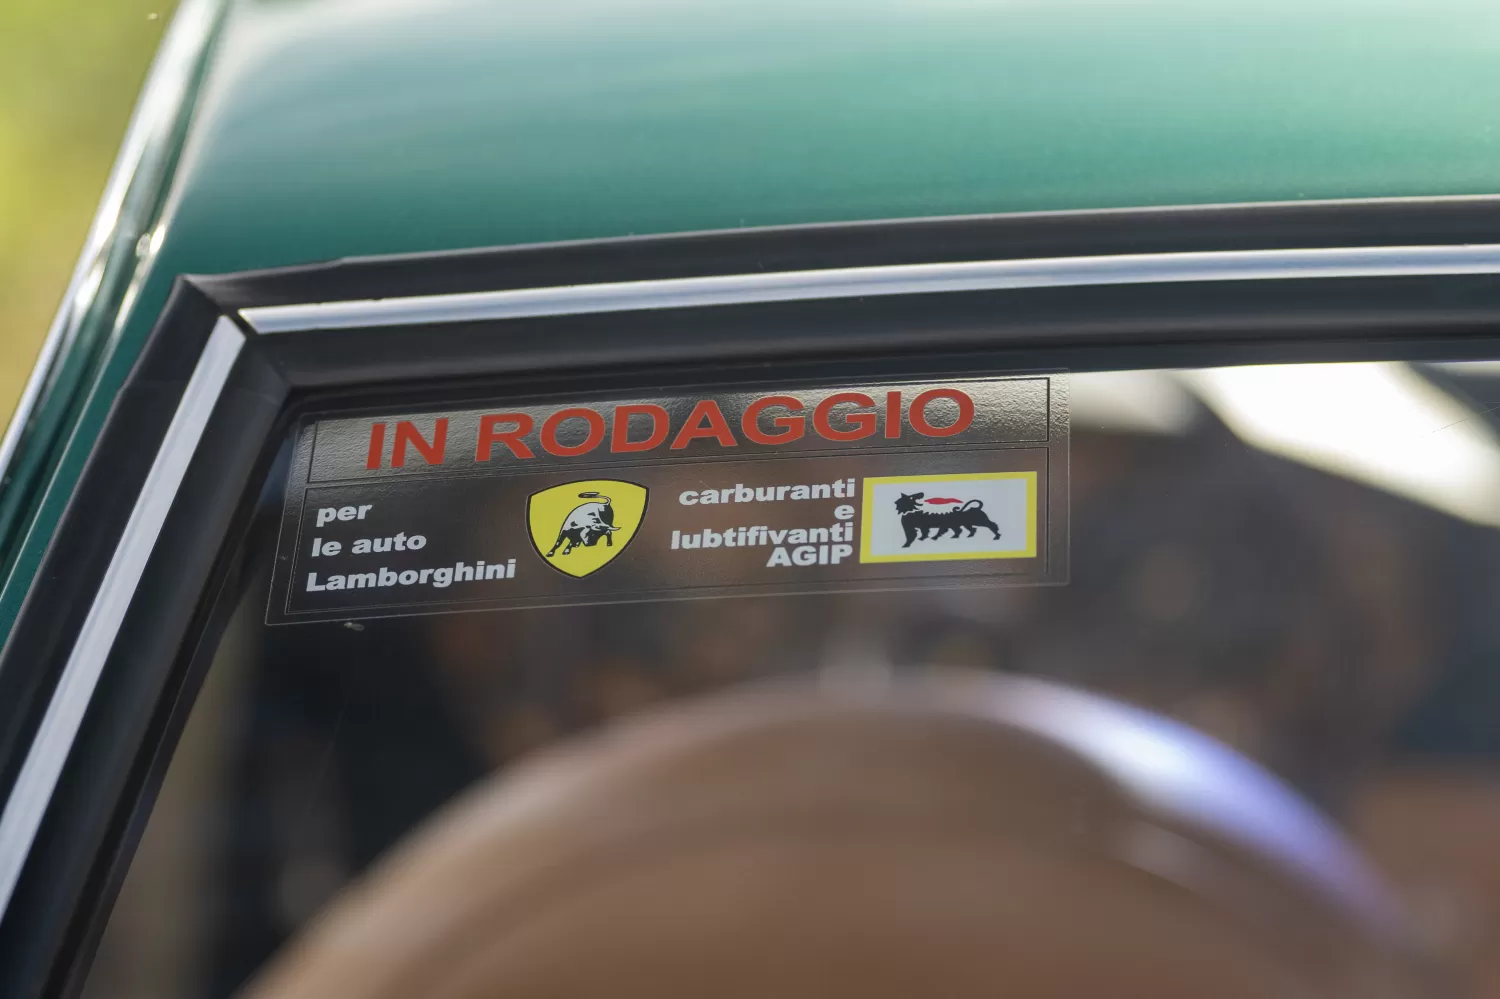 IN RODAGGIO
per
le auto
Lamborghini
carburanti
e
lubtifivanti
AGIP